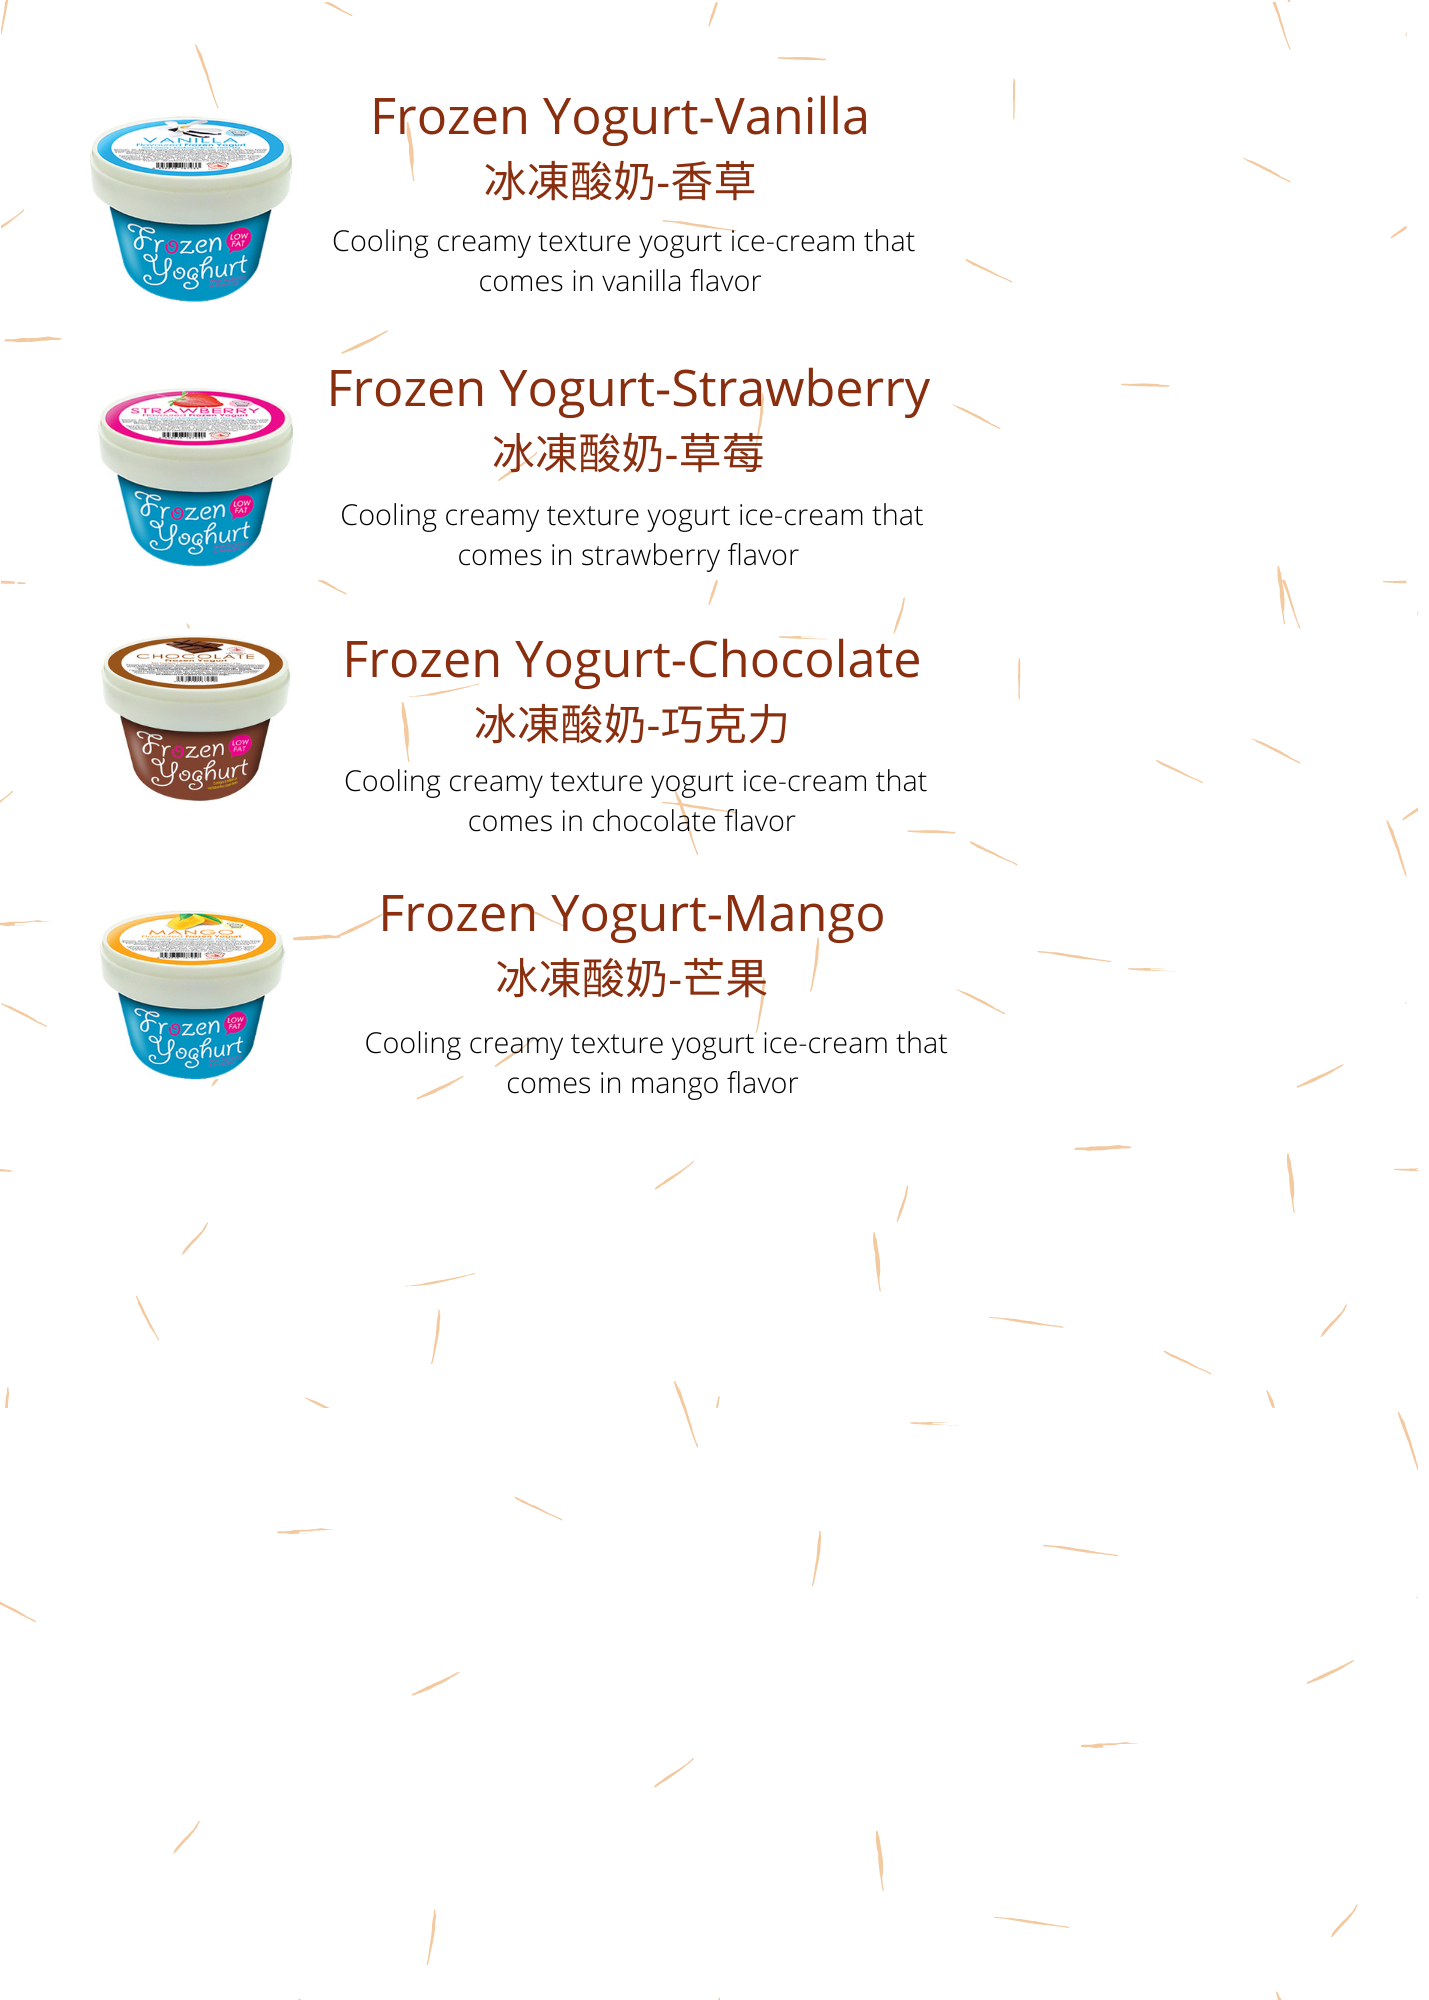 VANILLA
Flavoured Frozen Yogurt
Frozen
Yoghurt
LOW
FAT
Frozen Yogurt-Vanilla
冰凍酸奶-香草
Cooling creamy texture yogurt ice-cream that
comes in vanilla flavor
STRAWBERRY
Flavoured Frozen Yogurt
Frozen
Yoghurt
LOW
FAT
Frozen Yogurt-Strawberry
冰凍酸奶-草莓
Cooling creamy texture yogurt ice-cream that
comes in strawberry flavor
CHOCOLATE
Frozen Yogurt
Frozen
Yoghurt
LOW
FAT
Frozen Yogurt-Chocolate
冰凍酸奶-巧克力
Cooling creamy texture yogurt ice-cream that
comes in chocolate flavor
MANGO
Flavoured Frozen Yogurt
Frozen
Yoghurt
LOW
FAT
Frozen Yogurt-Mango
冰凍酸奶-芒果
Cooling creamy texture yogurt ice-cream that
comes in mango flavor